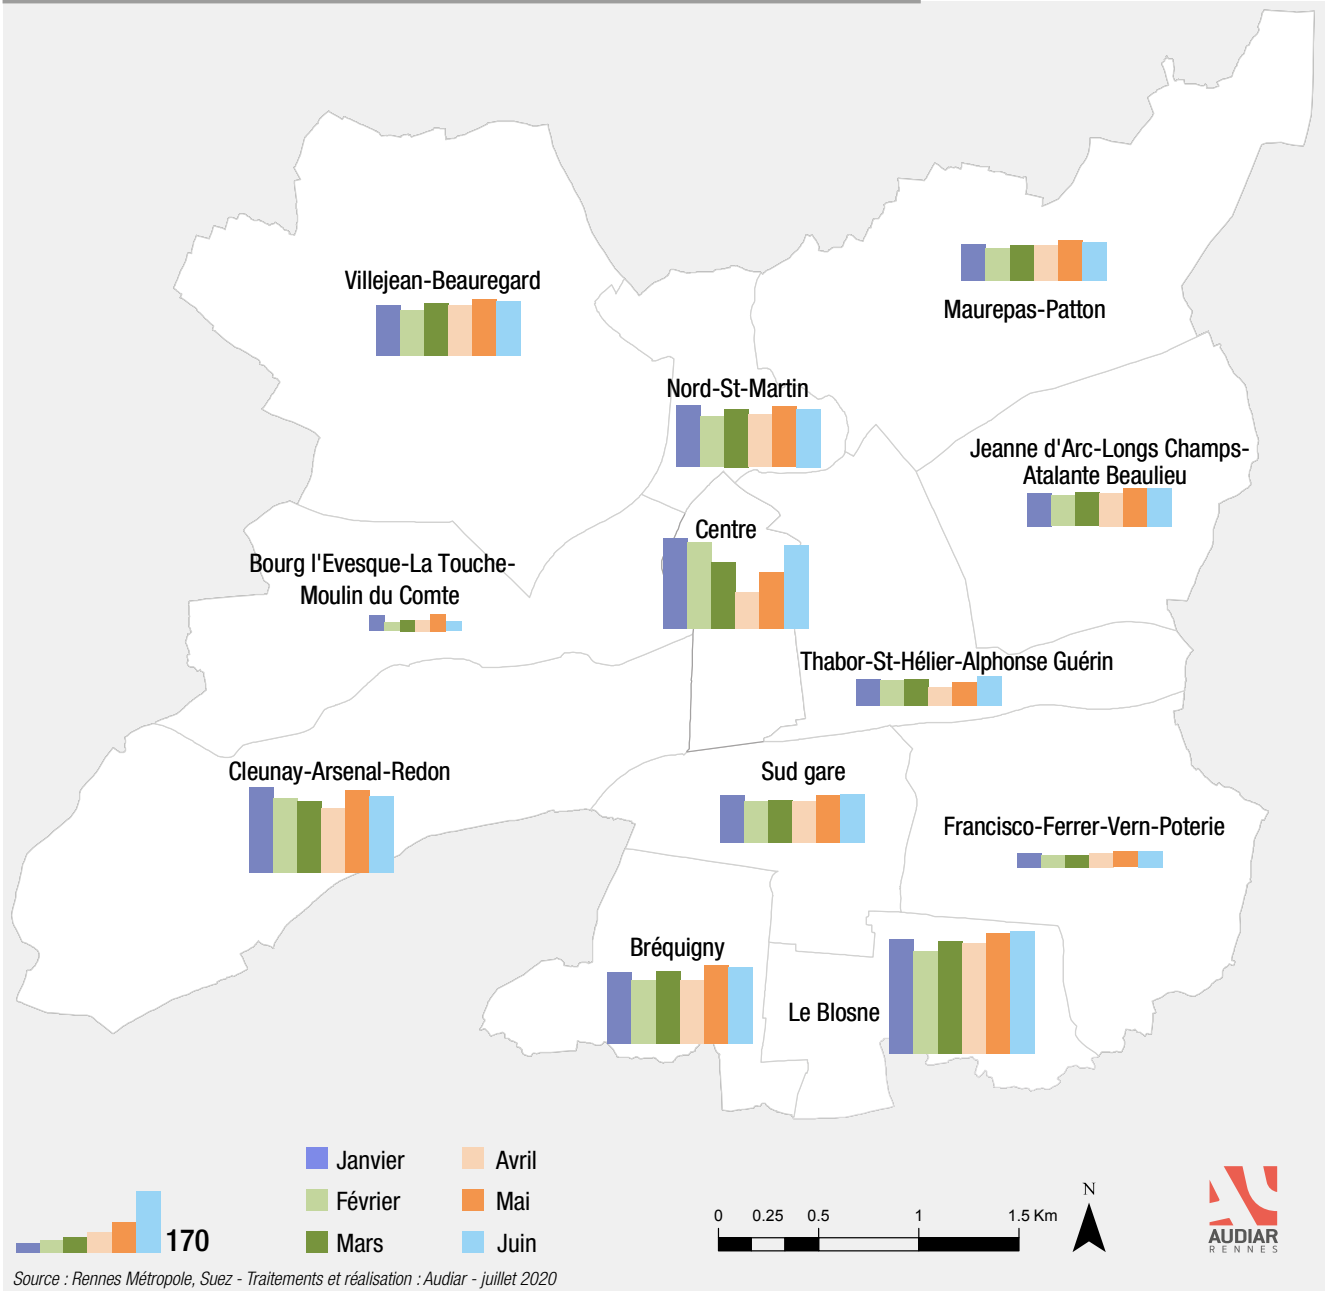 Villejean-Beauregard
Maurepas-Patton
Nord-St-Martin
Jeanne d'Arc-Longs Champs-
Atalante Beaulieu
Centre
Bourg l'Evesque-La Touche-
Moulin du Comte
Thabor-St-Hélier-Alphonse Guérin
Cleunay-Arsenal-Redon
Sud gare
Francisco-Ferrer-Vern-Poterie
Bréquigny
Le Blosne
170
Janvier
Février
Mars
Avril
Mai
Juin
0 0.25 0.5 1 1.5 Km
N
AUDIAR
RENNES
Source : Rennes Métropole, Suez - Traitements et réalisation : Audiar - juillet 2020